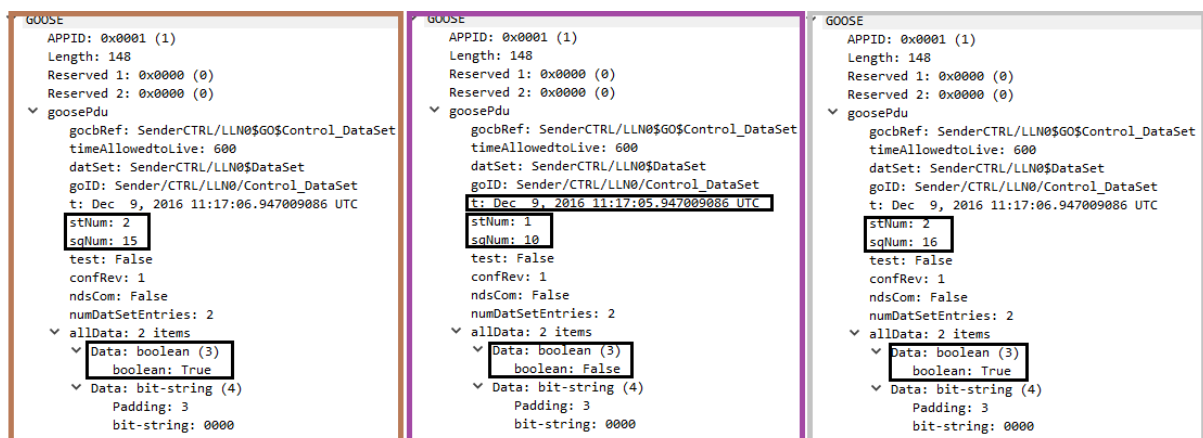 GOOSE
APPID: 0x0001 (1)
Length: 148
Reserved 1: 0x0000 (0)
Reserved 2: 0x0000 (0)
goosePdu
gocbRef: SenderCTRL/LLN0$GO$Control_DataSet
timeAllowedtoLive: 600
datSet: SenderCTRL/LLN0$DataSet
goID: Sender/CTRL/LLN0/Control_DataSet
t: Dec  9, 2016 11:17:06.947009086 UTC
stNum: 2
sqNum: 15
test: False
confRev: 1
ndsCom: False
numDatSetEntries: 2
allData: 2 items
Data: boolean (3)
boolean: True
Data: bit-string (4)
Padding: 3
bit-string: 0000
GOOSE
APPID: 0x0001 (1)
Length: 148
Reserved 1: 0x0000 (0)
Reserved 2: 0x0000 (0)
goosePdu
gocbRef: SenderCTRL/LLN0$GO$Control_DataSet
timeAllowedtoLive: 600
datSet: SenderCTRL/LLN0$DataSet
goID: Sender/CTRL/LLN0/Control_DataSet
t: Dec  9, 2016 11:17:05.947009086 UTC
stNum: 1
sqNum: 10
test: False
confRev: 1
ndsCom: False
numDatSetEntries: 2
allData: 2 items
Data: boolean (3)
boolean: False
Data: bit-string (4)
Padding: 3
bit-string: 0000
GOOSE
APPID: 0x0001 (1)
Length: 148
Reserved 1: 0x0000 (0)
Reserved 2: 0x0000 (0)
goosePdu
gocbRef: SenderCTRL/LLN0$GO$Control_DataSet
timeAllowedtoLive: 600
datSet: SenderCTRL/LLN0$DataSet
goID: Sender/CTRL/LLN0/Control_DataSet
t: Dec  9, 2016 11:17:06.947009086 UTC
stNum: 2
sqNum: 16
test: False
confRev: 1
ndsCom: False
numDatSetEntries: 2
allData: 2 items
Data: boolean (3)
boolean: True
Data: bit-string (4)
Padding: 3
bit-string: 0000